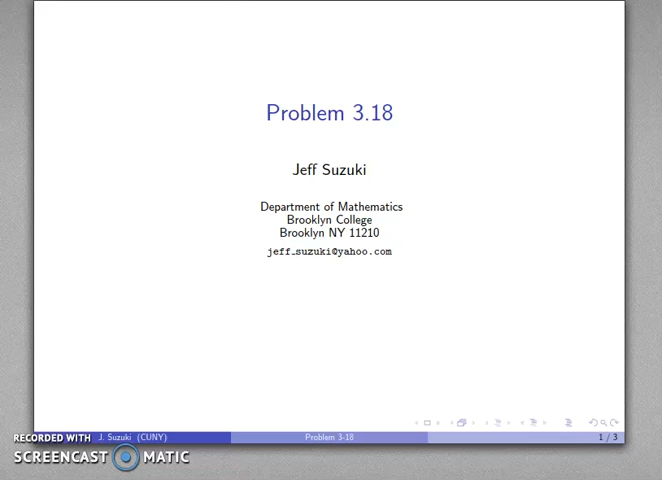 Problem 3.18
Jeff Suzuki
Department of Mathematics
Brooklyn College
Brooklyn NY 11210
jeff_suzuki@yahoo.com
RECORDED WITH
J. Suzuki (CUNY)
Problem 3-18
1 / 3
SCREENCAST MATIC